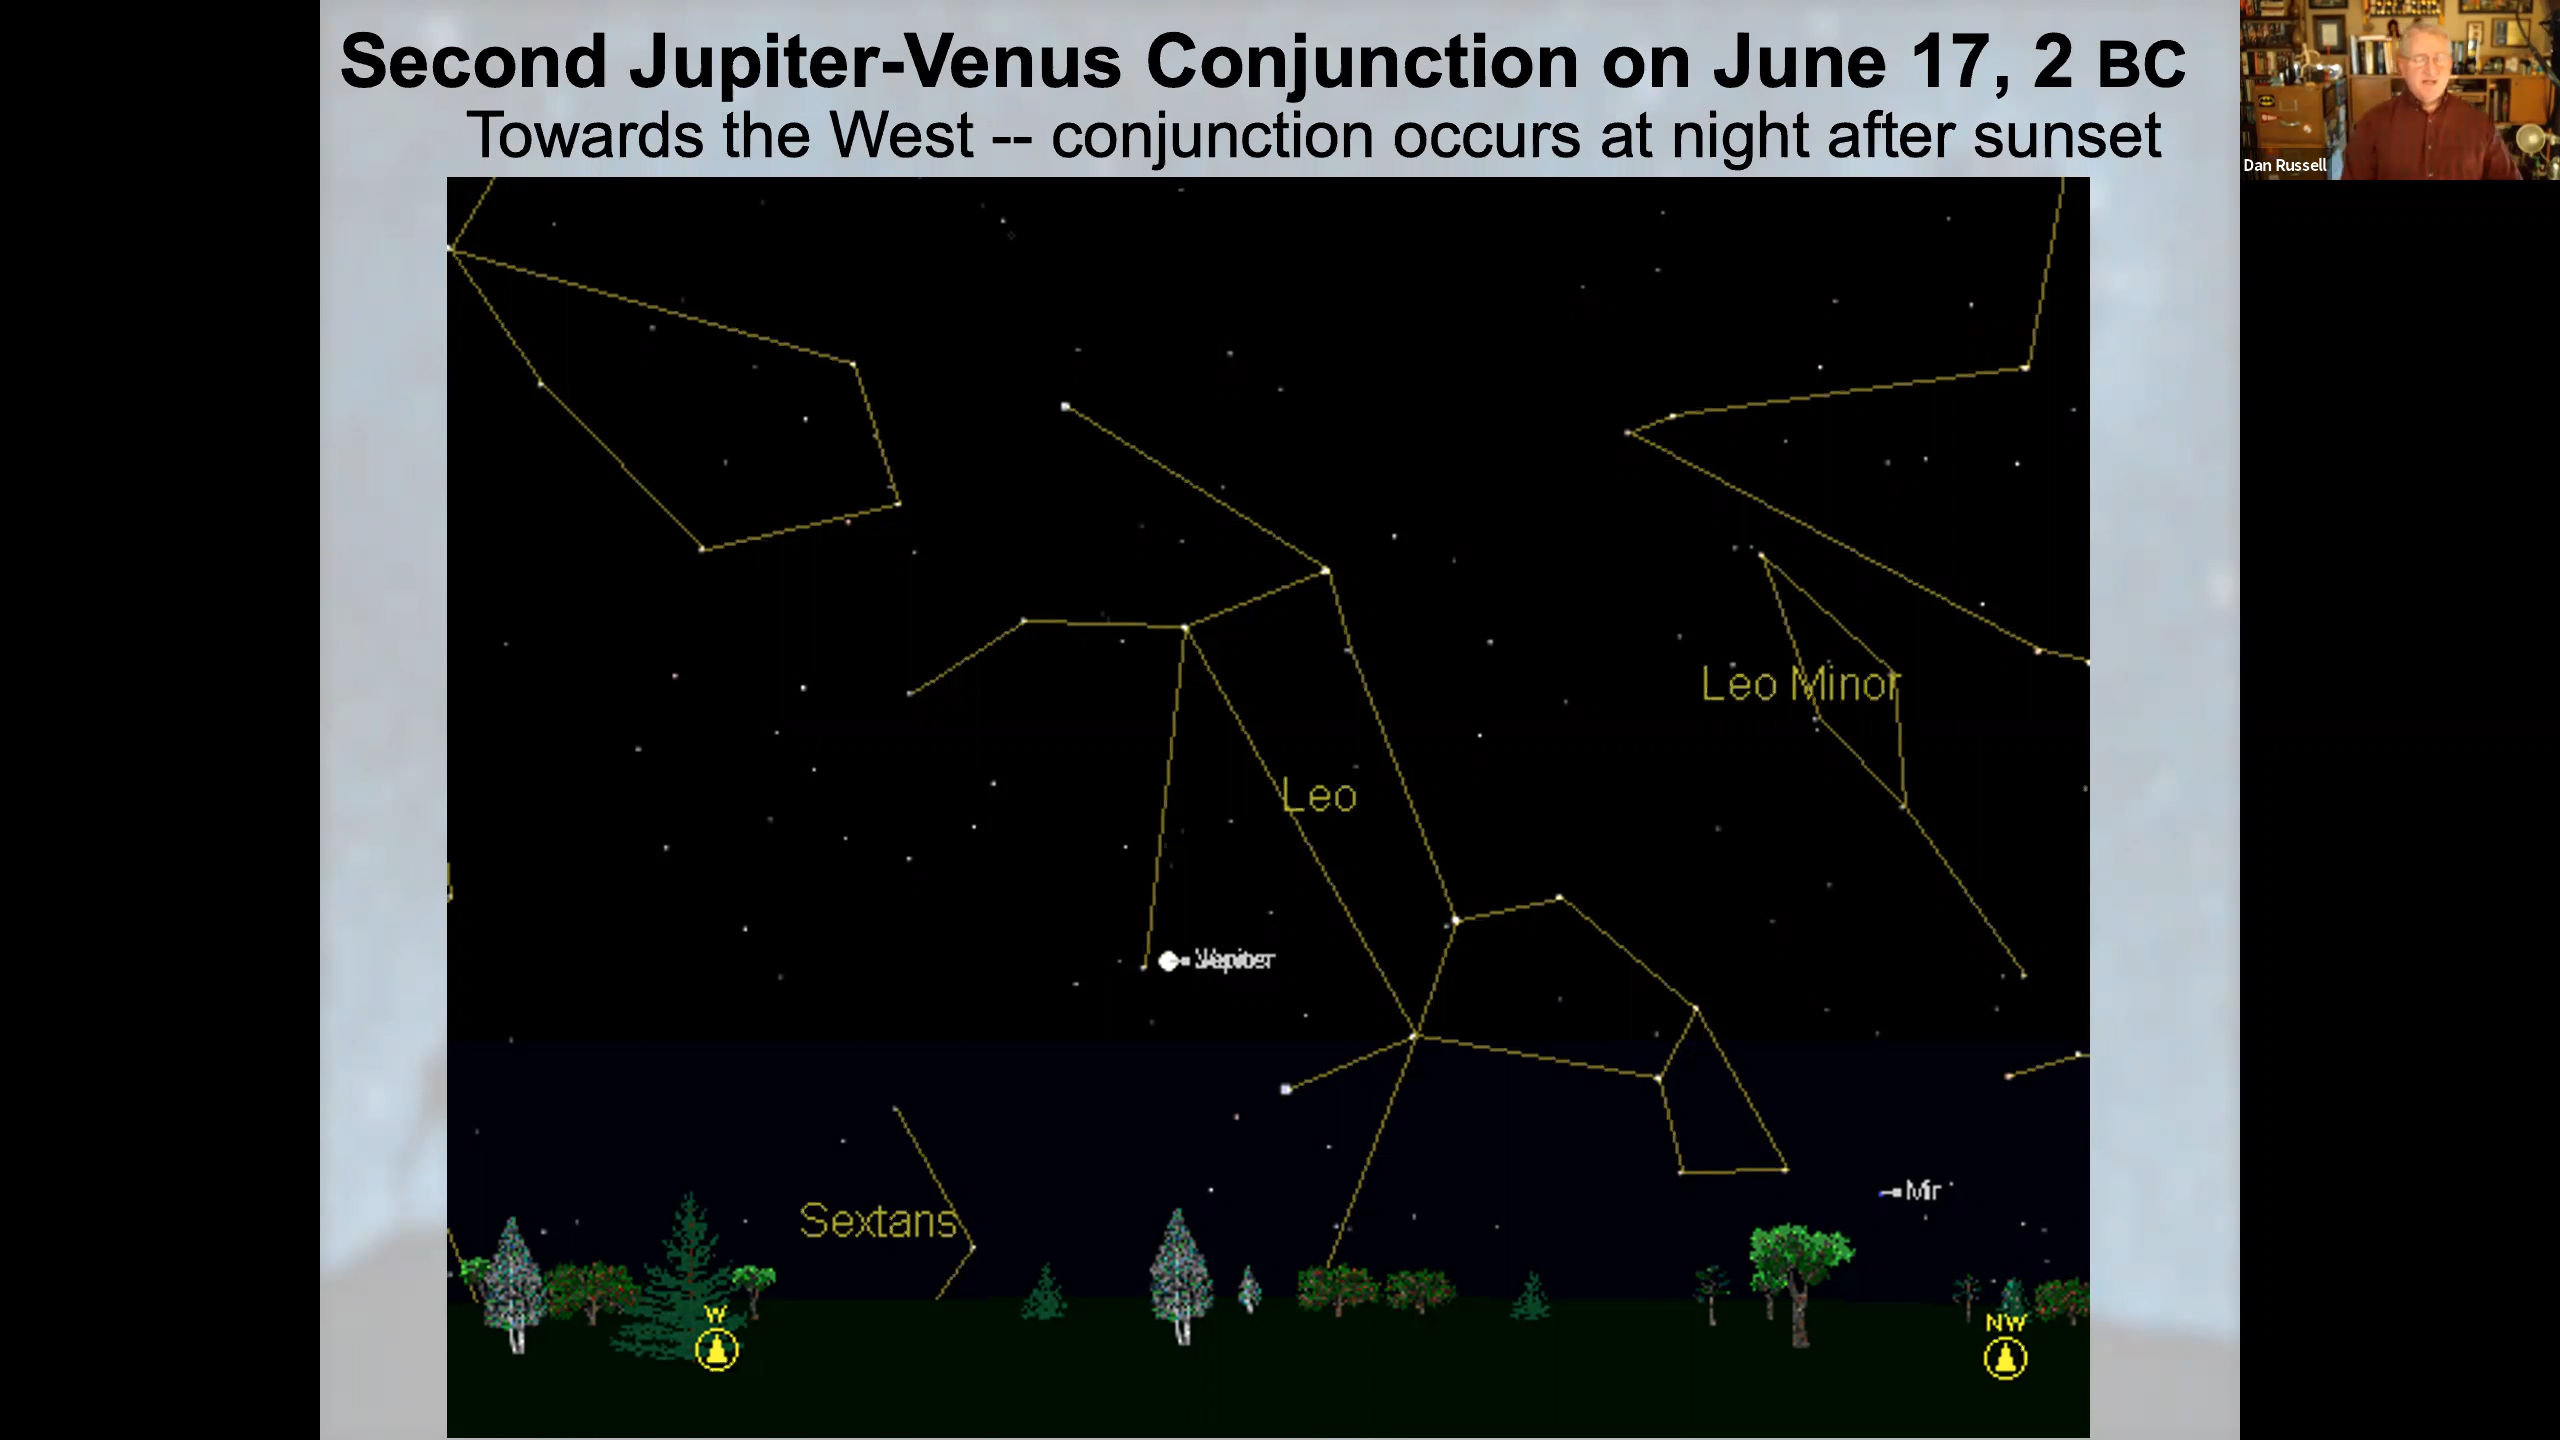 Second Jupiter-Venus Conjunction on June 17, 2 BC
Towards the West -- conjunction occurs at night after sunset
Dan Russell
Leo Minor
Leo
Sextans
W
NW